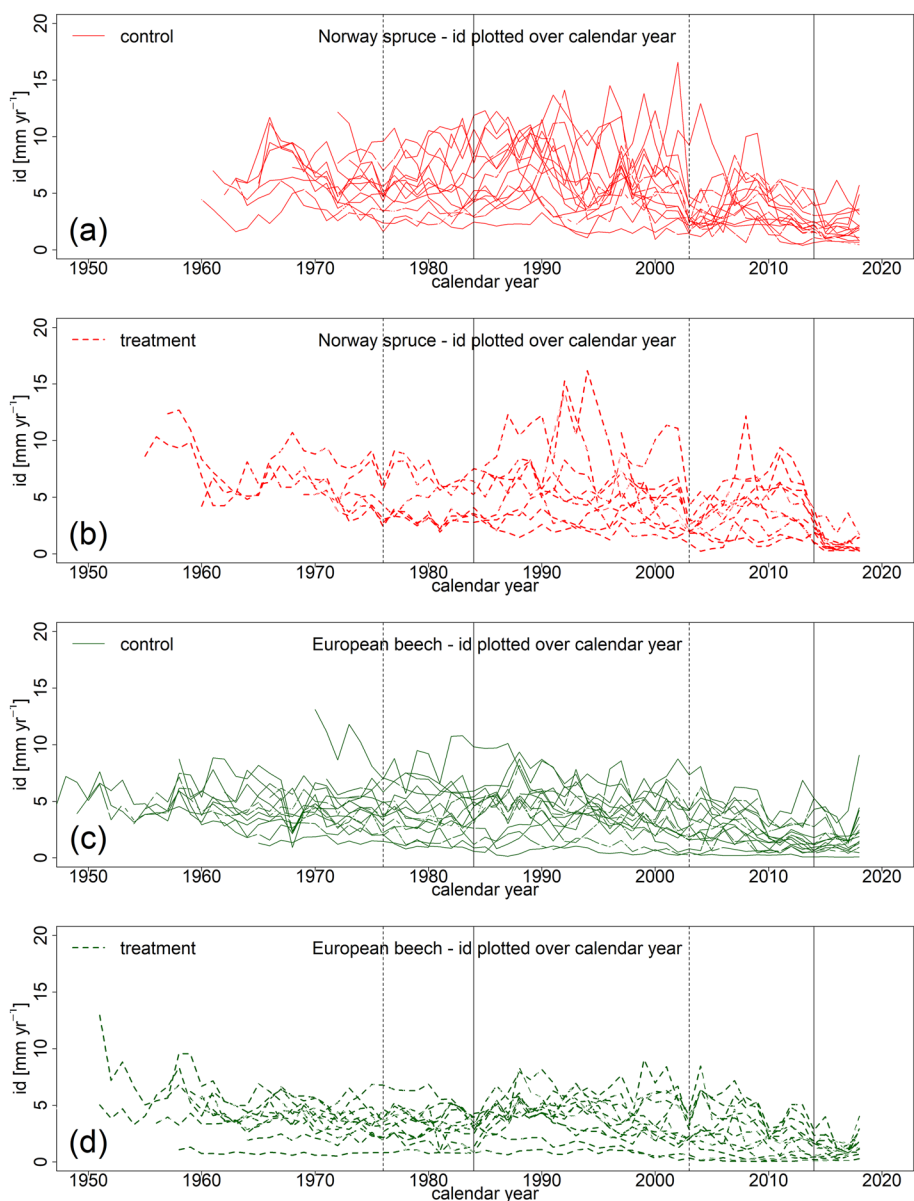 control
Norway spruce - id plotted over calendar year
20
15
10
5
0
id [mm yr⁻¹]
(a)
1950 1960 1970 1980 1990 2000 2010 2020
calendar year
treatment
Norway spruce - id plotted over calendar year
20
15
10
5
0
id [mm yr⁻¹]
(b)
1950 1960 1970 1980 1990 2000 2010 2020
calendar year
control
European beech - id plotted over calendar year
20
15
10
5
0
id [mm yr⁻¹]
(c)
1950 1960 1970 1980 1990 2000 2010 2020
calendar year
treatment
European beech - id plotted over calendar year
20
15
10
5
0
id [mm yr⁻¹]
(d)
1950 1960 1970 1980 1990 2000 2010 2020
calendar year